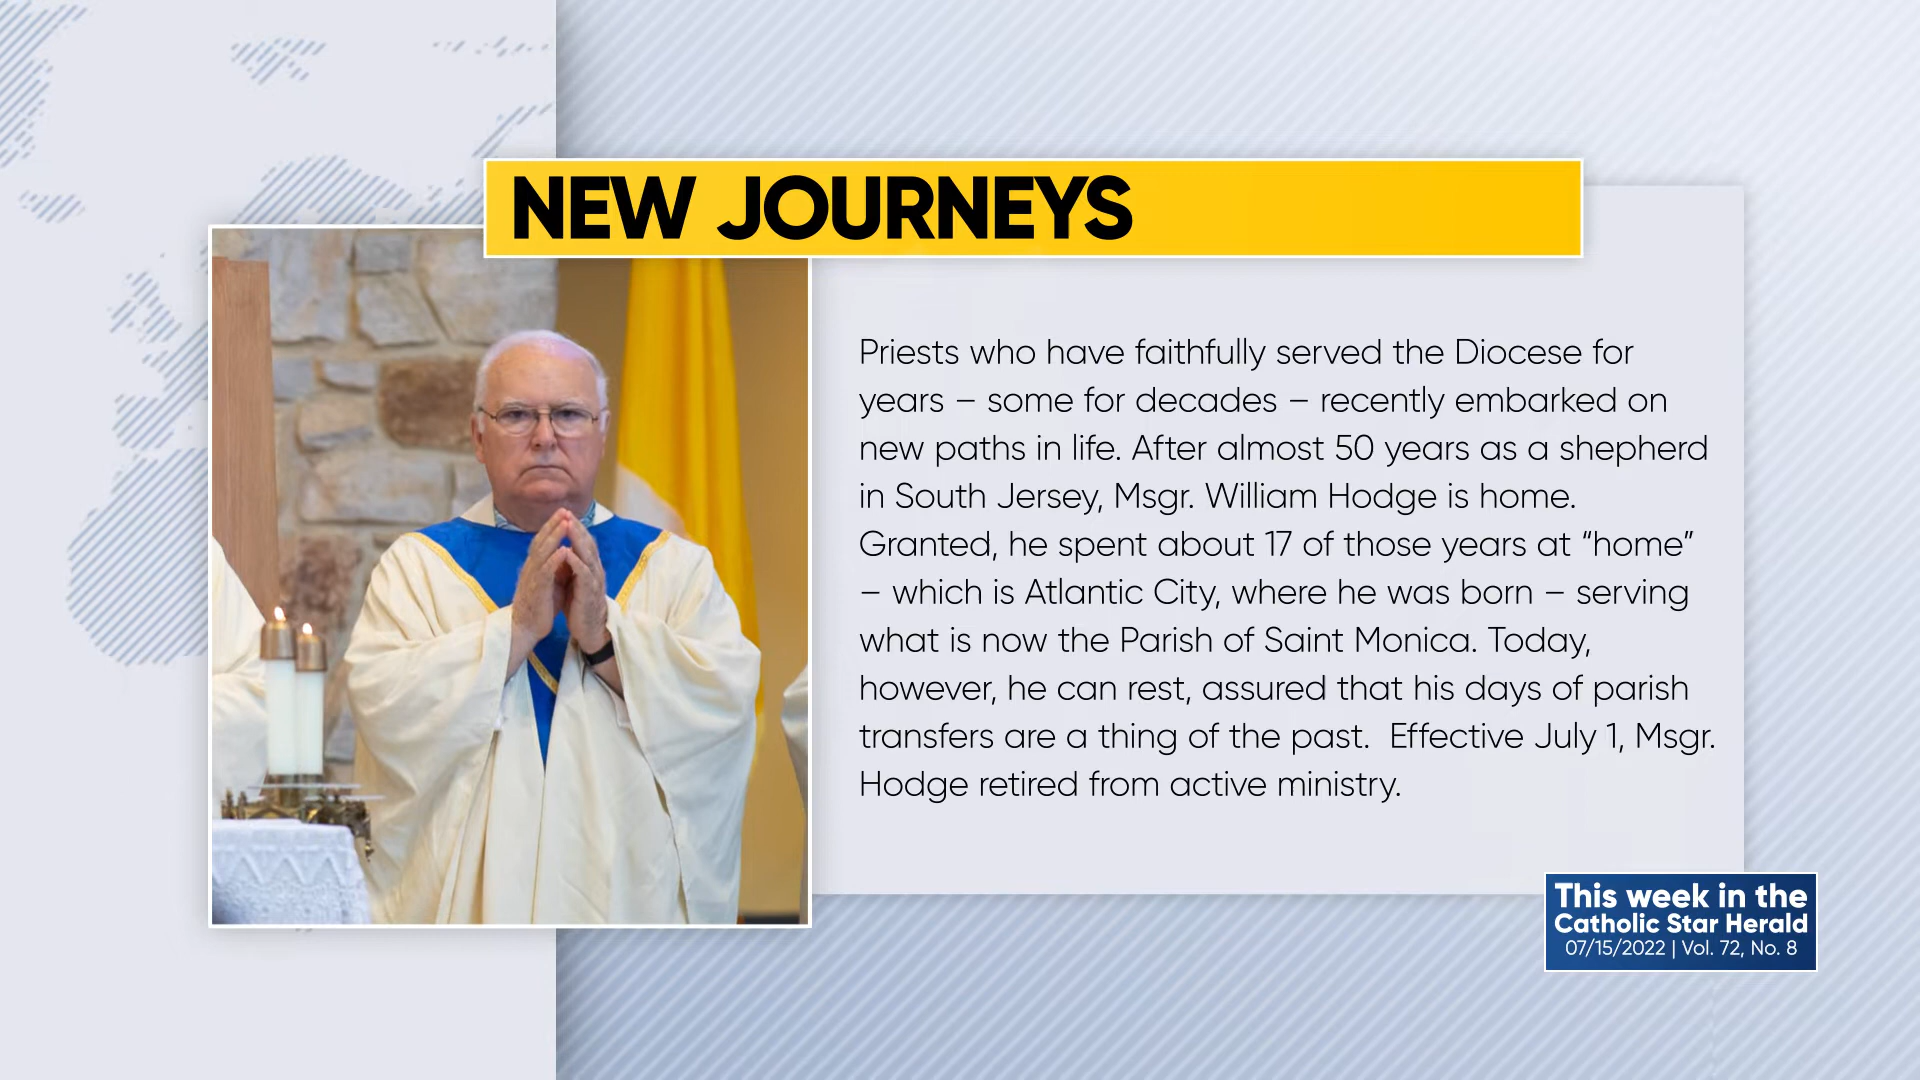 NEW JOURNEYS
Priests who have faithfully served the Diocese for
years – some for decades – recently embarked on
new paths in life. After almost 50 years as a shepherd
in South Jersey, Msgr. William Hodge is home.
Granted, he spent about 17 of those years at “home”
– which is Atlantic City, where he was born – serving
what is now the Parish of Saint Monica. Today,
however, he can rest, assured that his days of parish
transfers are a thing of the past.  Effective July 1, Msgr.
Hodge retired from active ministry.
This week in the
Catholic Star Herald
07/15/2022 | Vol. 72, No. 8